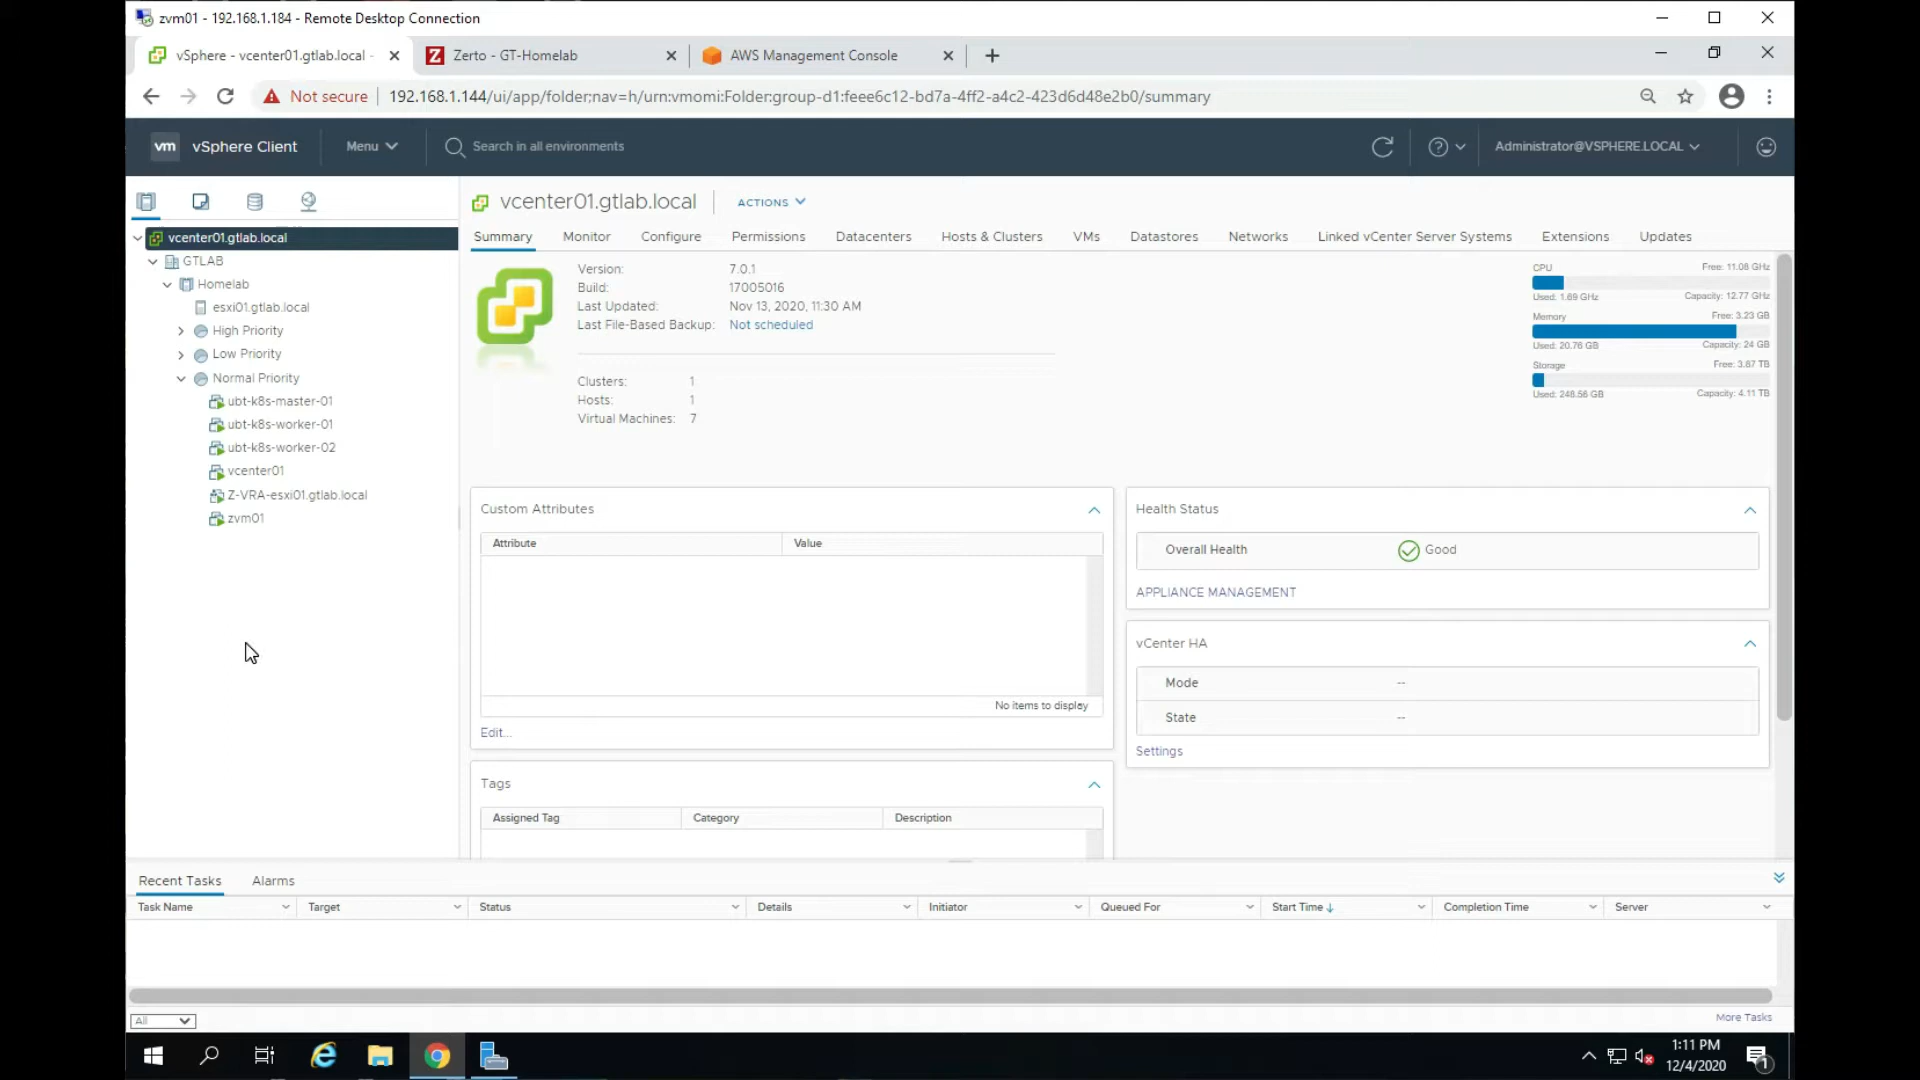 zvm01 - 192.168.1.184 - Remote Desktop Connection
vSphere - vcenter01.gtlab.local -
Zerto - GT-Homelab
AWS Management Console
Not secure
192.168.1.144/ui/app/folder;nav=h/urn:vmomi:Folder:group-d1:feee6c12-bd7a-4ff2-a4c2-423d6d48e2b0/summary
vm vSphere Client
Menu
Search in all environments
Administrator@VSPHERE.LOCAL
vcenter01.gtlab.local
GTLAB
Homelab
esxi01.gtlab.local
High Priority
Low Priority
Normal Priority
ubt-k8s-master-01
ubt-k8s-worker-01
ubt-k8s-worker-02
vcenter01
Z-VRA-esxi01.gtlab.local
zvm01
vcenter01.gtlab.local
ACTIONS
Summary Monitor Configure Permissions Datacenters Hosts & Clusters VMs Datastores Networks Linked vCenter Server Systems Extensions Updates
Version: 7.0.1
Build: 17005016
Last Updated: Nov 13, 2020, 11:30 AM
Last File-Based Backup: Not scheduled
Clusters: 1
Hosts: 1
Virtual Machines: 7
CPU Free: 11.08 GHz
Used: 1.69 GHz Capacity: 12.77 GHz
Memory Free: 3.23 GB
Used: 20.76 GB Capacity: 24 GB
Storage Free: 3.87 TB
Used: 248.56 GB Capacity: 4.11 TB
Custom Attributes
Attribute Value
No items to display
Edit...
Tags
Assigned Tag Category Description
Health Status
Overall Health Good
APPLIANCE MANAGEMENT
vCenter HA
Mode --
State --
Settings
Recent Tasks Alarms
Task Name Target Status Details Initiator Queued For Start Time ↓ Completion Time Server
All
More Tasks
1:11 PM
12/4/2020
1